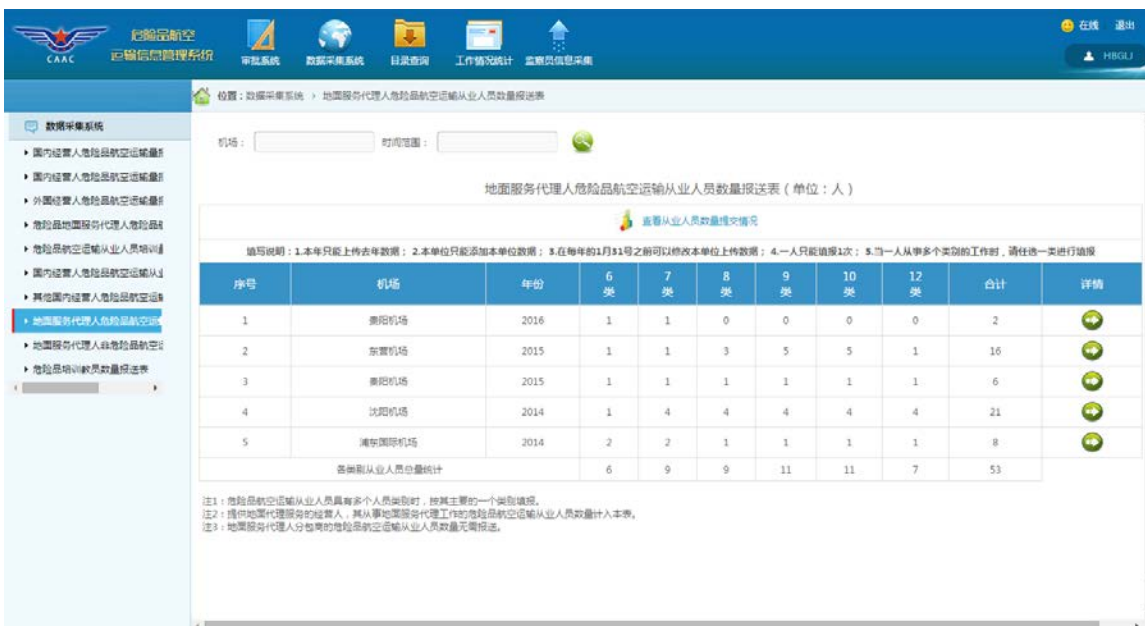 危险品航空
运输信息管理系统
CAAC
审批系统 数据采集系统 目录查询 工作情况统计 监察员信息采集
在线 退出
HBGLJ
位置：数据采集系统 › 地面服务代理人危险品航空运输从业人员数量报送表
数据采集系统
国内经营人危险品航空运输量
国内经营人危险品航空运输量
外国经营人危险品航空运输量
危险品地面服务代理人危险品
危险品航空运输从业人员培训
国内经营人危险品航空运输从
其他国内经营人危险品航空运
地面服务代理人危险品航空运
地面服务代理人非危险品航空
危险品培训教员数量报送表
机场： 时间范围：
地面服务代理人危险品航空运输从业人员数量报送表（单位：人）
查看从业人员数量提交情况
填写说明：1.本年只能上传去年数据； 2.本单位只能添加本单位数据； 3.在每年的1月31号之前可以修改本单位上传数据； 4.一人只能填报1次； 5.当一人从事多个类别的工作时，请任选一类进行填报
序号 机场 年份 6类 7类 8类 9类 10类 12类 合计 详情
1 机场 2016 1 1 0 0 0 0 2
2 东营机场 2015 1 1 3 5 5 1 16
3 机场 2015 1 1 1 1 1 1 6
4 沈阳机场 2014 1 4 4 4 4 4 21
5 浦东国际机场 2014 2 2 1 1 1 1 8
各类别从业人员总量统计 6 9 9 11 11 7 53
注1：危险品航空运输从业人员具有多个人员类别时，按其主要的一个类别填报。
注2：提供地面代理服务的经营人，其从事地面服务代理工作的危险品航空运输从业人员数量计入本表。
注3：地面服务代理人分包商的危险品航空运输从业人员数量无需报送。